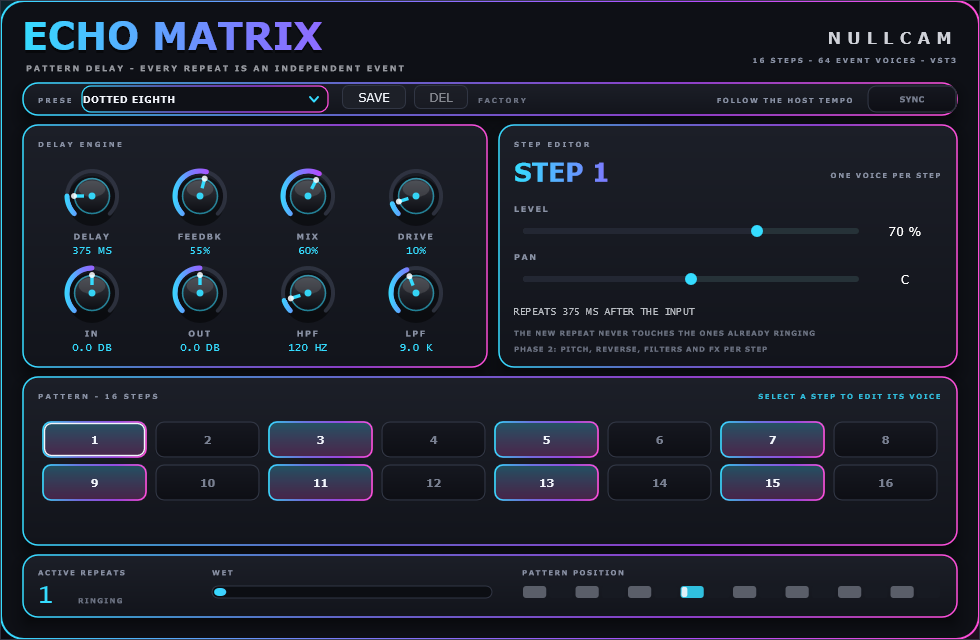 ECHO MATRIX
NULLCAM
PATTERN DELAY - EVERY REPEAT IS AN INDEPENDENT EVENT
16 STEPS - 64 EVENT VOICES - VST3
PRESE DOTTED EIGHTH SAVE DEL FACTORY FOLLOW THE HOST TEMPO SYNC
DELAY ENGINE
DELAY FEEDBK MIX DRIVE
375 MS 55% 60% 10%
IN OUT HPF LPF
0.0 DB 0.0 DB 120 HZ 9.0 K
STEP EDITOR
STEP 1 ONE VOICE PER STEP
LEVEL
70 %
PAN
C
REPEATS 375 MS AFTER THE INPUT
THE NEW REPEAT NEVER TOUCHES THE ONES ALREADY RINGING
PHASE 2: PITCH, REVERSE, FILTERS AND FX PER STEP
PATTERN - 16 STEPS SELECT A STEP TO EDIT ITS VOICE
1 2 3 4 5 6 7 8
9 10 11 12 13 14 15 16
ACTIVE REPEATS WET PATTERN POSITION
1 RINGING